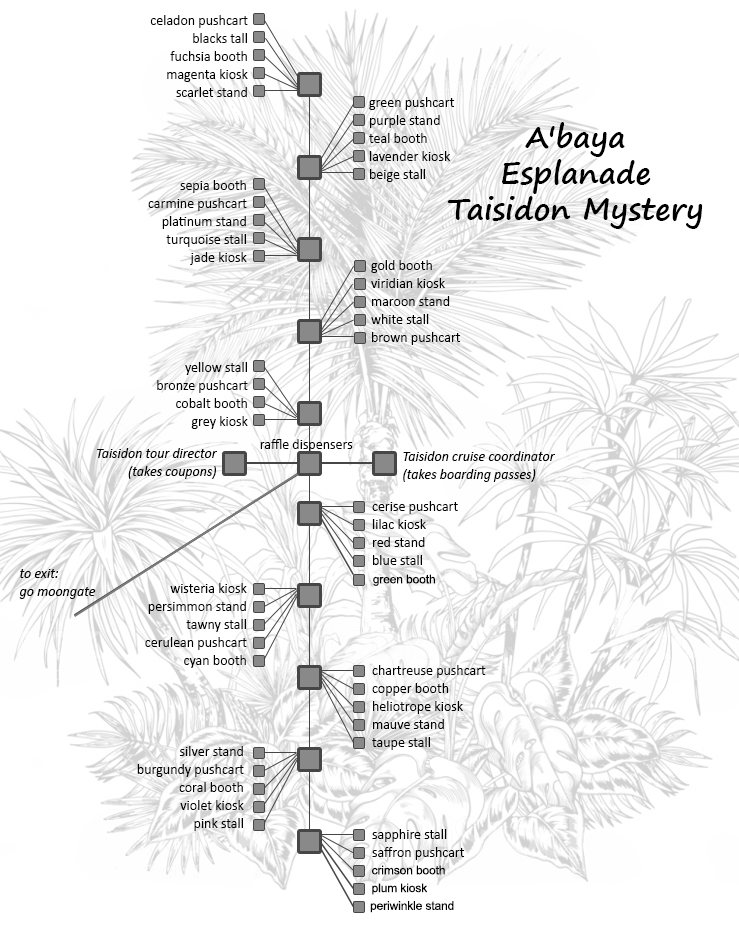 celadon pushcart
blacks tall
fuchsia booth
magenta kiosk
scarlet stand
green pushcart
purple stand
teal booth
lavender kiosk
beige stall
A'baya
Esplanade
Taisidon Mystery
sepia booth
carmine pushcart
platinum stand
turquoise stall
jade kiosk
gold booth
viridian kiosk
maroon stand
white stall
brown pushcart
yellow stall
bronze pushcart
cobalt booth
grey kiosk
raffle dispensers
Taisidon tour director
(takes coupons)
Taisidon cruise coordinator
(takes boarding passes)
cerise pushcart
lilac kiosk
red stand
blue stall
green booth
to exit:
go moongate
wisteria kiosk
persimmon stand
tawny stall
cerulean pushcart
cyan booth
chartreuse pushcart
copper booth
heliotrope kiosk
mauve stand
taupe stall
silver stand
burgundy pushcart
coral booth
violet kiosk
pink stall
sapphire stall
saffron pushcart
crimson booth
plum kiosk
periwinkle stand